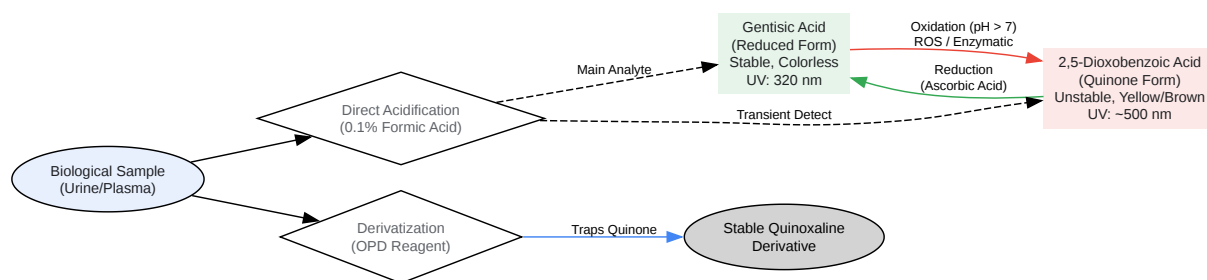 Biological Sample
(Urine/Plasma)
Direct Acidification
(0.1% Formic Acid)
Derivatization
(OPD Reagent)
Main Analyte
Transient Detect
Traps Quinone
Gentisic Acid
(Reduced Form)
Stable, Colorless
UV: 320 nm
Oxidation (pH > 7)
ROS / Enzymatic
Reduction
(Ascorbic Acid)
2,5-Dioxobenzoic Acid
(Quinone Form)
Unstable, Yellow/Brown
UV: ~500 nm
Stable Quinoxaline
Derivative